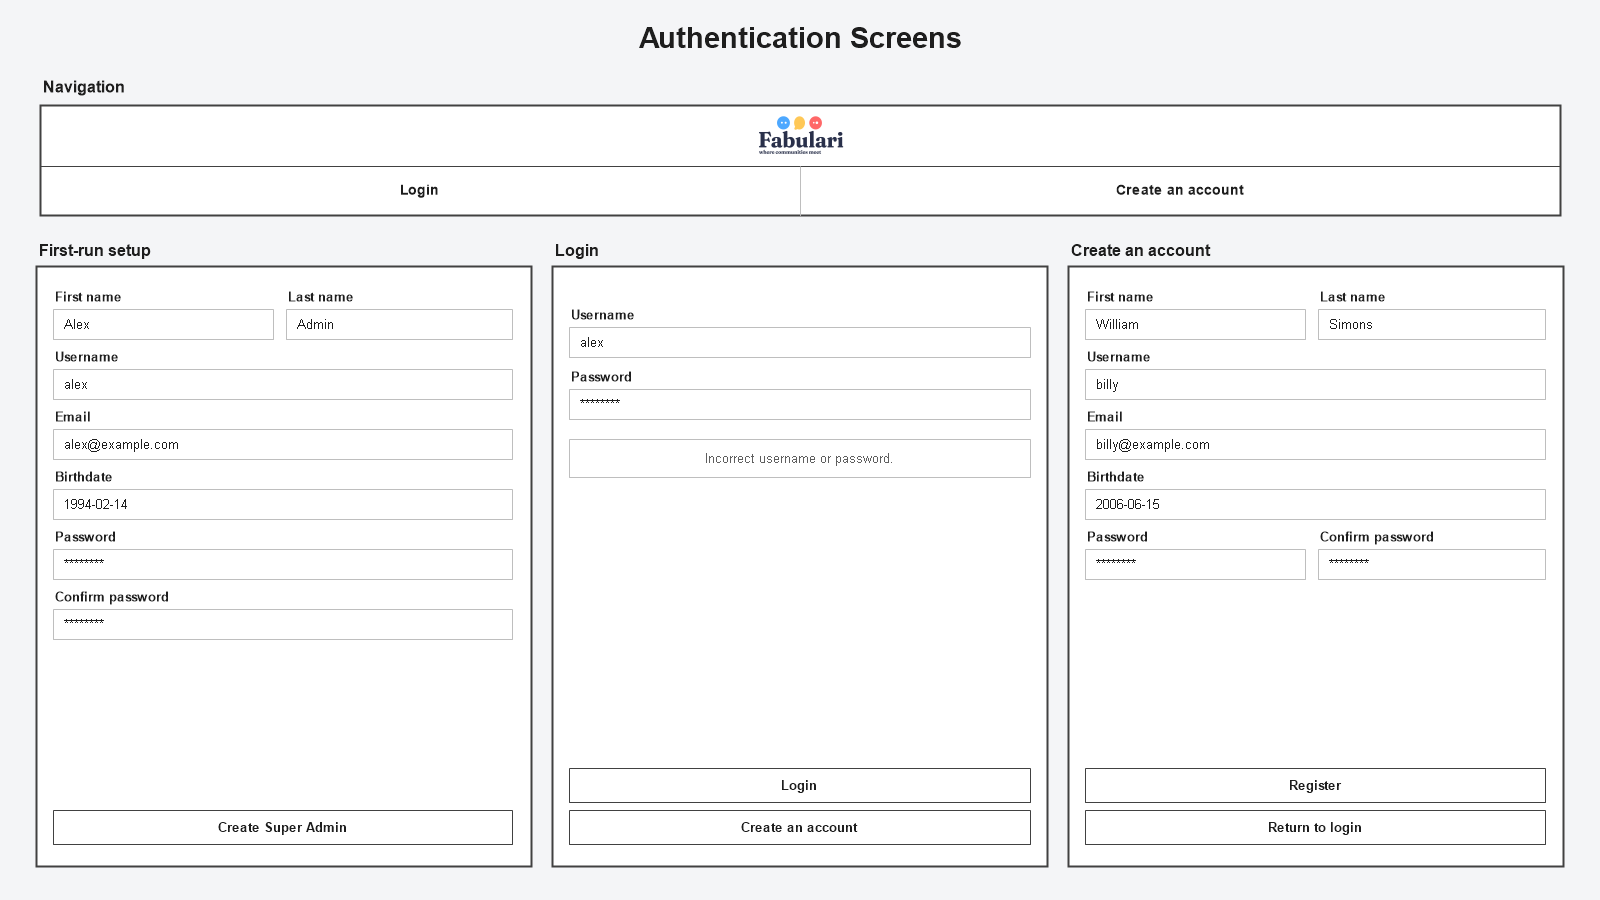 Authentication Screens
Navigation
Fabulari
where communities meet
Login
Create an account
First-run setup
First name
Last name
Alex
Admin
Username
alex
Email
alex@example.com
Birthdate
1994-02-14
Password
********
Confirm password
********
Create Super Admin
Login
Username
alex
Password
********
Incorrect username or password.
Login
Create an account
Create an account
First name
Last name
William
Simons
Username
billy
Email
billy@example.com
Birthdate
2006-06-15
Password
Confirm password
********
********
Register
Return to login